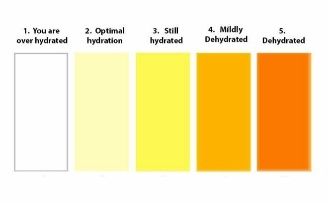 1. You are
over hydrated
2. Optimal
hydration
3. Still
hydrated
4. Mildly
Dehydrated
5.
Dehydrated